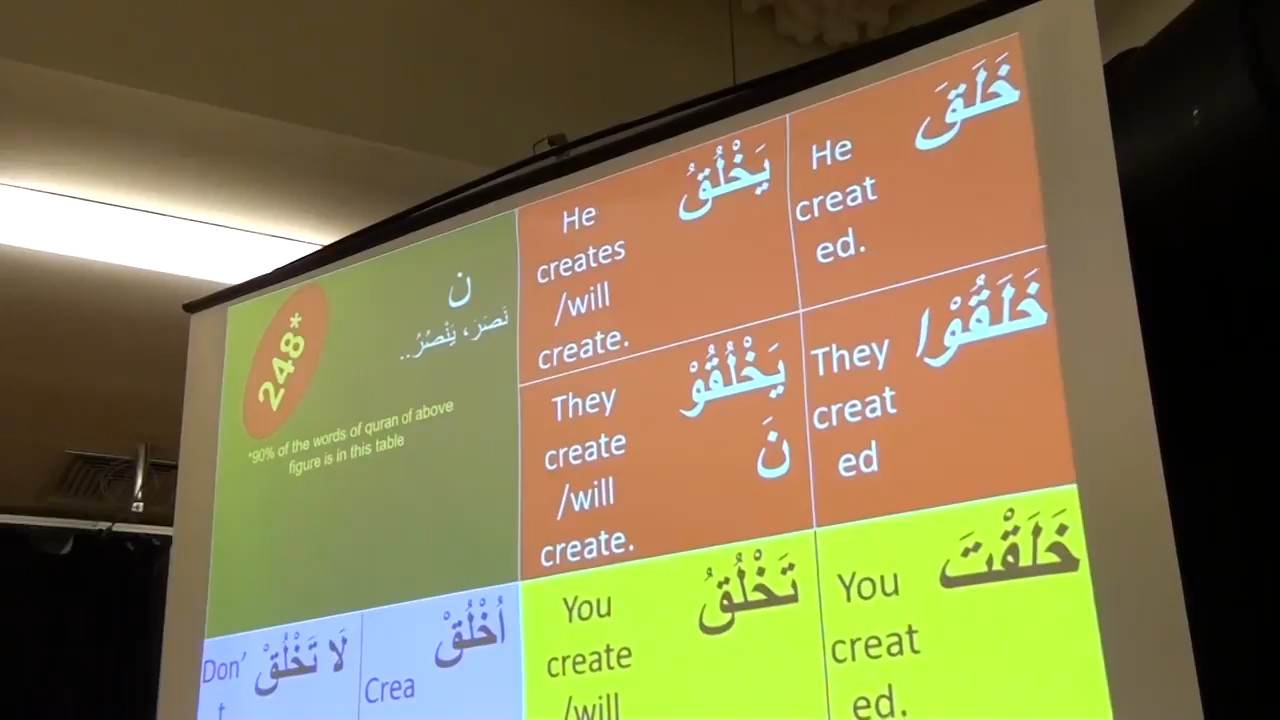 خَلَقَ
He
creat
ed.
يَخْلُقُ
He
creates
/will
create.
ن
نَصَرَ، يَنْصُرُ..
248*
*90% of the words of quran of above
figure is in this table
خَلَقُوْا
They
creat
ed
يَخْلُقُوْ
نَ
They
create
/will
create.
خَلَقْتَ
You
creat
ed.
تَخْلُقُ
You
create
/will
اُخْلُقْ
Crea
لَا تَخْلُقْ
Don’
t